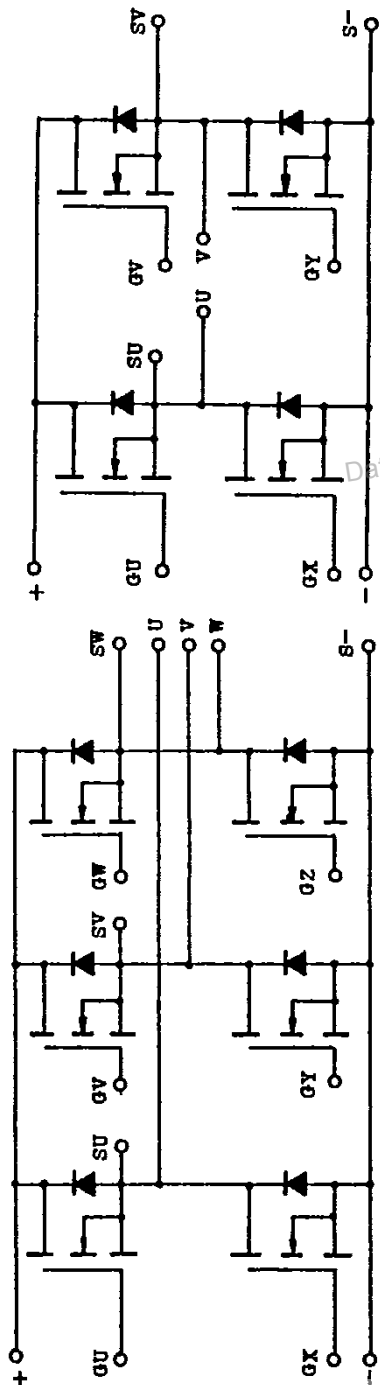 +
GU
SU
GV
SV
GW
SW
U
V
W
GX
GY
GZ
-
S-
+
GU
SU
GV
SV
U
V
GX
GY
-
S-